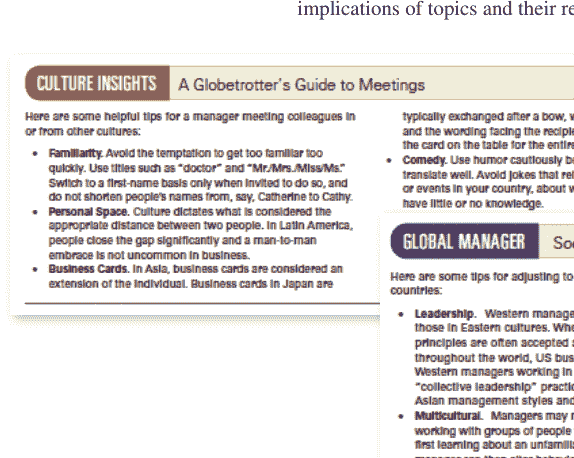 implications of topics and their re
CULTURE INSIGHTS A Globetrotter's Guide to Meetings
Here are some helpful tips for a manager meeting colleagues in
or from other cultures:
• Familiarity. Avoid the temptation to get too familiar too
quickly. Use titles such as "doctor" and "Mr./Mrs./Miss/Ms."
Switch to a first-name basis only when invited to do so, and
do not shorten people's names from, say, Catherine to Cathy.
• Personal Space. Culture dictates what is considered the
appropriate distance between two people. In Latin America,
people close the gap significantly and a man-to-man
embrace is not uncommon in business.
• Business Cards. In Asia, business cards are considered an
extension of the individual. Business cards in Japan are
typically exchanged after a bow, w
and the wording facing the recipie
the card on the table for the entire
• Comedy. Use humor cautiously be
translate well. Avoid jokes that rel
or events in your country, about w
have little or no knowledge.
GLOBAL MANAGER Soc
Here are some tips for adjusting to
countries:
• Leadership. Western manage
those in Eastern cultures. Whe
principles are often accepted a
throughout the world, US bus
Western managers working in
"collective leadership" practic
Asian management styles and
• Multicultural. Managers may n
working with groups of people
first learning about an unfamilia